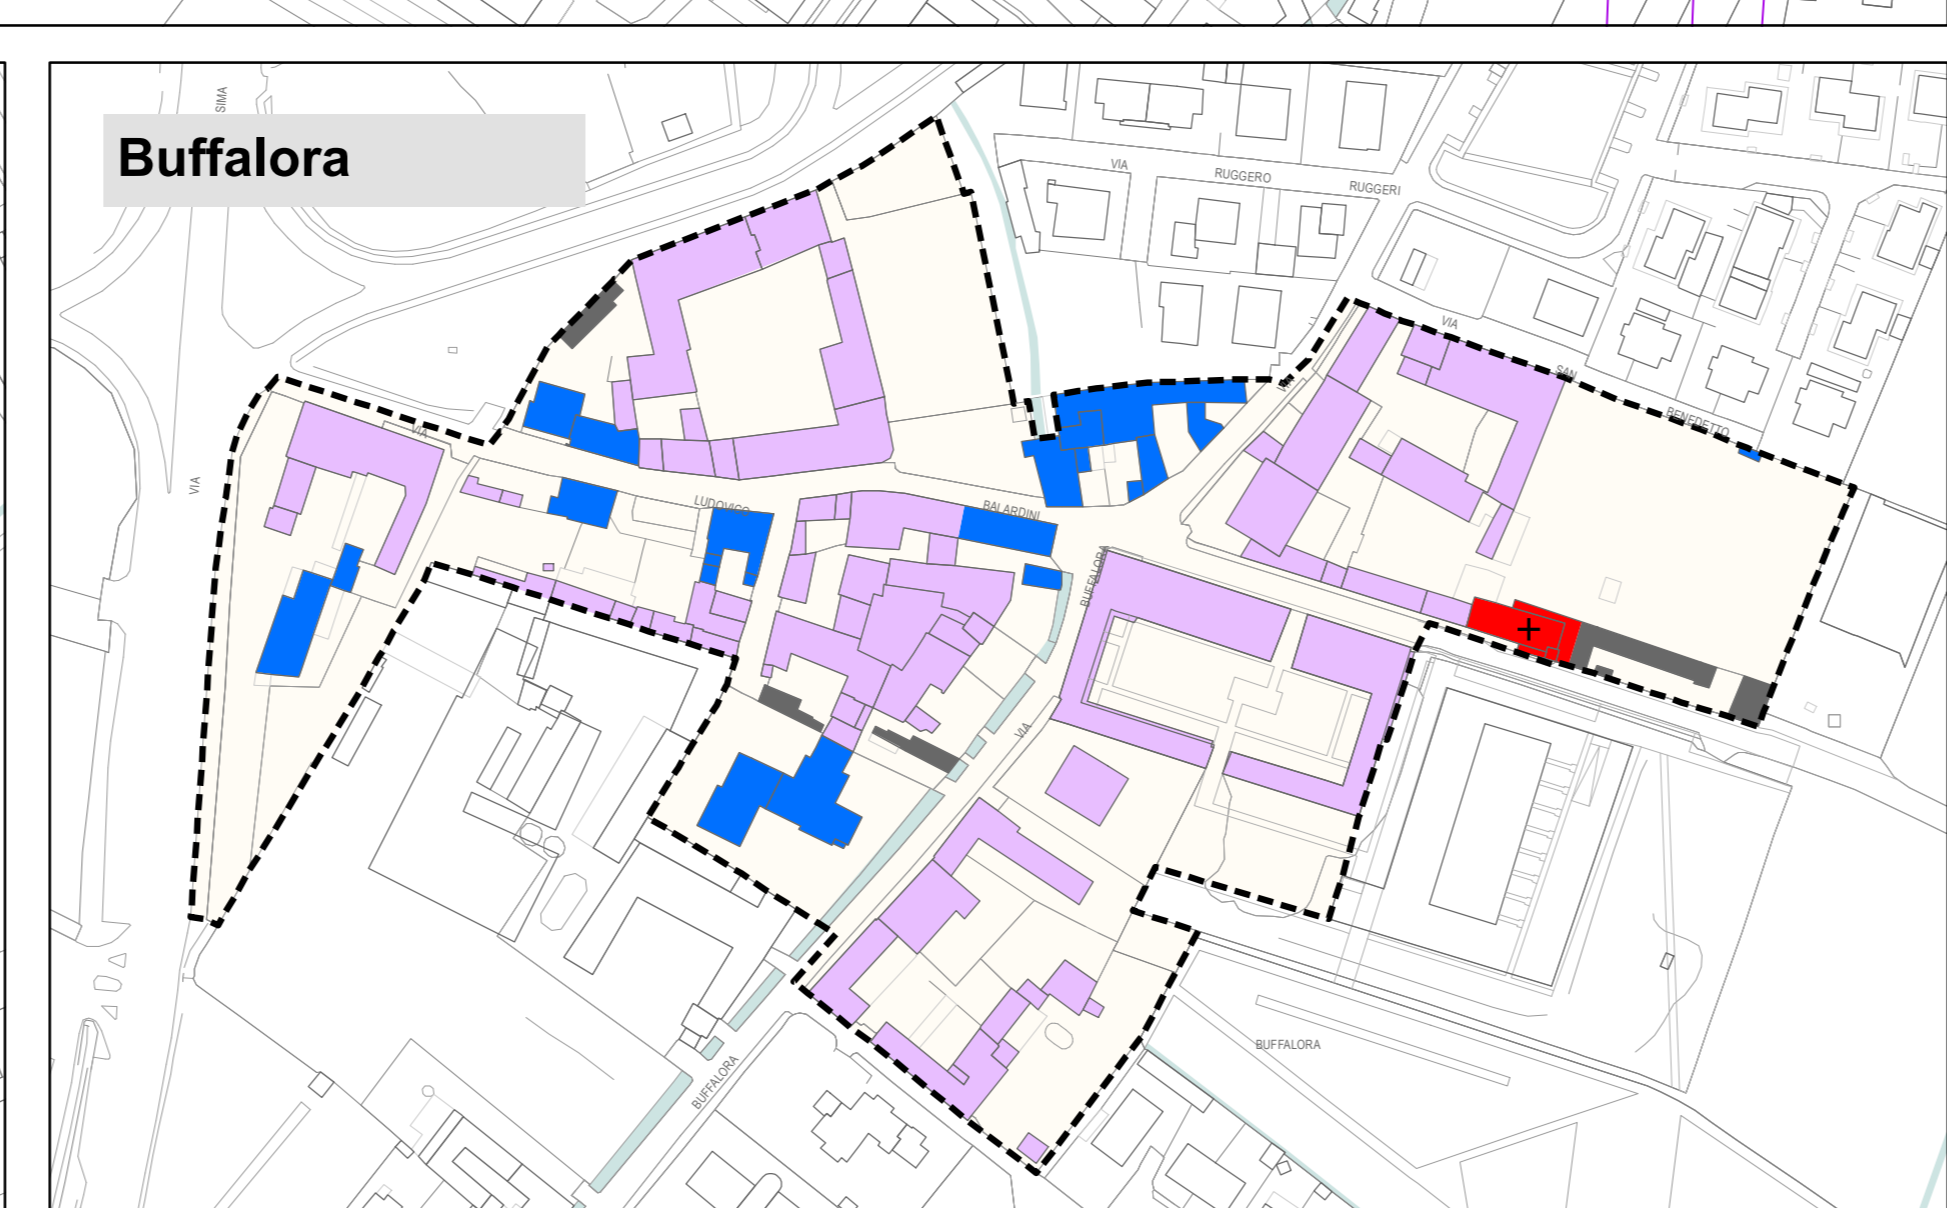 SIMA
Buffalora
VIA
RUGGERO
RUGGERI
VIA
SAN
VIA
BENEDETTO
VIA
VIA
LUDOVICO
BALARDINI
BUFFALORA
VIA
BUFFALORA
BUFFALORA